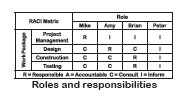 RACI Matrix
Role
Mike Amy Brian Peter
Work Package
Project Management R I I I
Design C R C I
Construction C C R I
Testing C C R I
R = Responsible A = Accountable C = Consult I = Inform
Roles and responsibilities